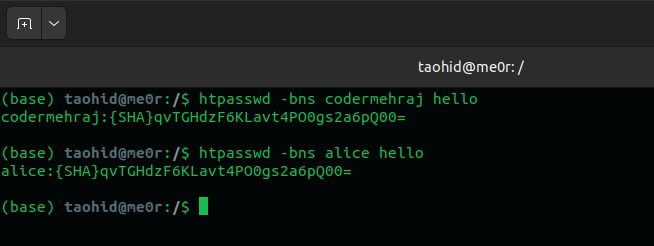 taohid@me0r: /
(base) taohid@me0r:/$ htpasswd -bns codermehraj hello
codermehraj:{SHA}qvTGHdzF6KLavt4PO0gs2a6pQ00=
(base) taohid@me0r:/$ htpasswd -bns alice hello
alice:{SHA}qvTGHdzF6KLavt4PO0gs2a6pQ00=
(base) taohid@me0r:/$